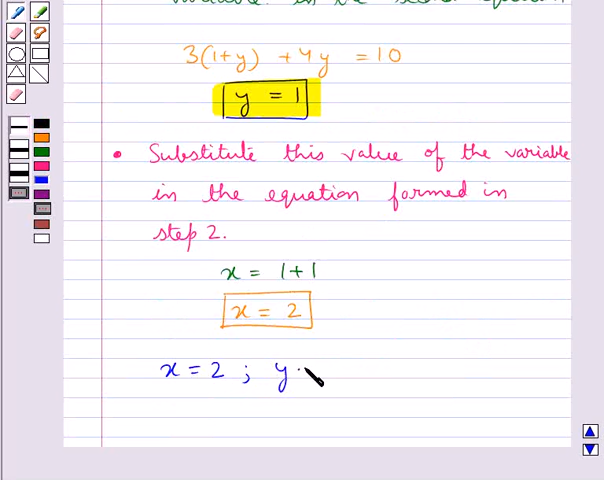 3(1+y) + 4y = 10
y = 1
• Substitute this value of the variable
in the equation formed in
step 2.
x = 1+1
x = 2
x = 2 ; y